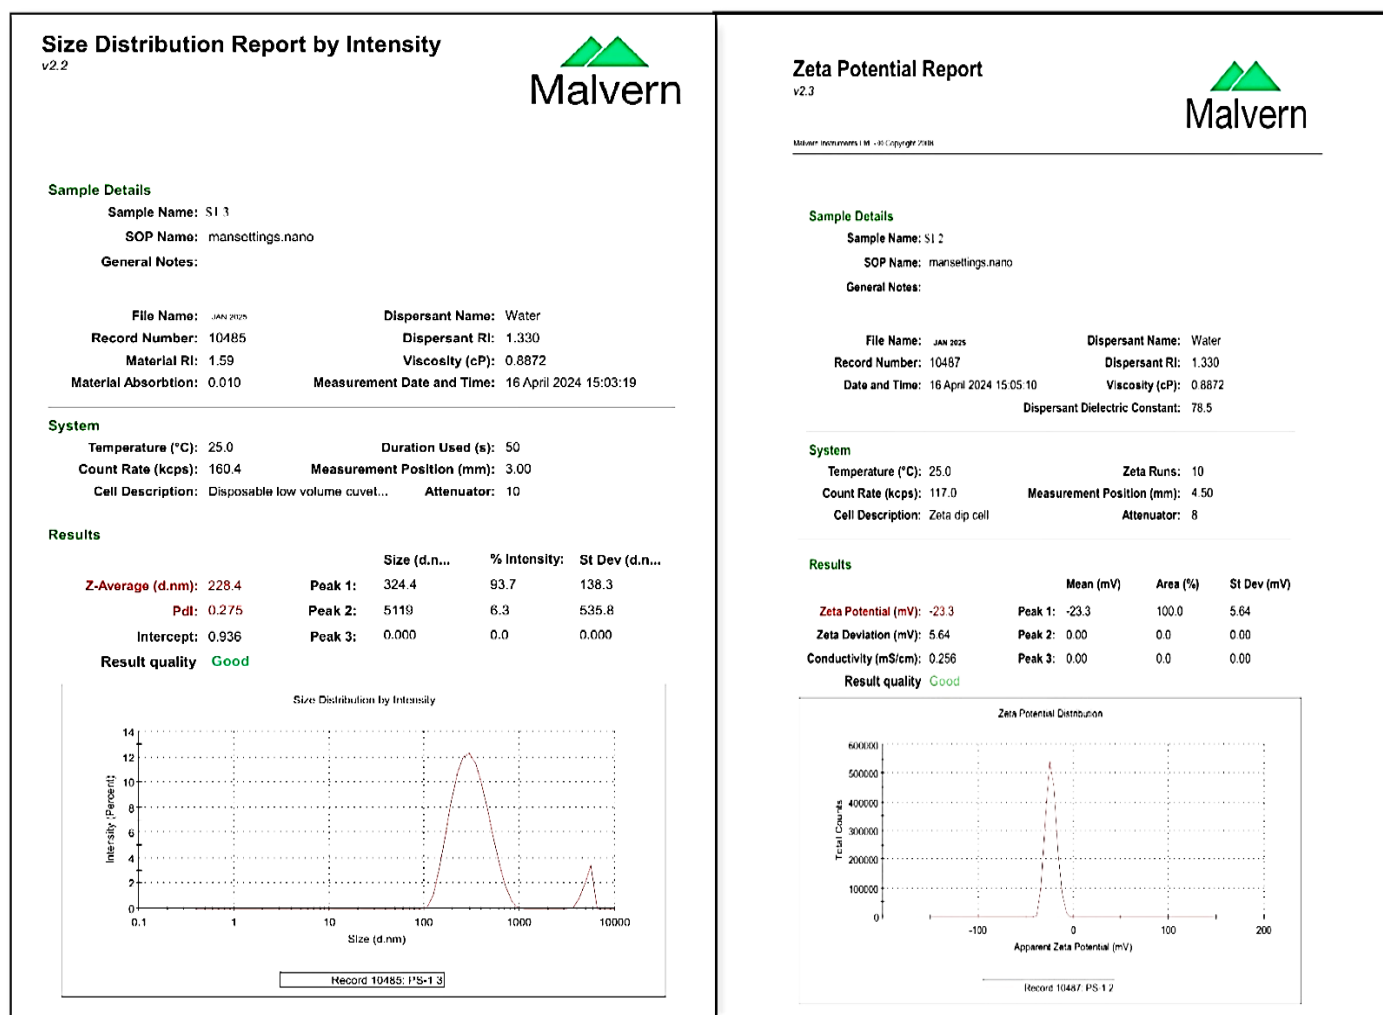 Size Distribution Report by Intensity
v2.2
Malvern
Sample Details
Sample Name: S1 3
SOP Name: mansettings.nano
General Notes:
File Name: JAN 2025 Dispersant Name: Water
Record Number: 10485 Dispersant RI: 1.330
Material RI: 1.59 Viscosity (cP): 0.8872
Material Absorbtion: 0.010 Measurement Date and Time: 16 April 2024 15:03:19
System
Temperature (°C): 25.0 Duration Used (s): 50
Count Rate (kcps): 160.4 Measurement Position (mm): 3.00
Cell Description: Disposable low volume cuvet... Attenuator: 10
Results
Size (d.n... % Intensity: St Dev (d.n...
Z-Average (d.nm): 228.4 Peak 1: 324.4 93.7 138.3
PdI: 0.275 Peak 2: 5119 6.3 535.8
Intercept: 0.936 Peak 3: 0.000 0.0 0.000
Result quality Good
Size Distribution by Intensity
Intensity (Percent)
14
12
10
8
6
4
2
0
0.1 1 10 100 1000 10000
Size (d.nm)
Record 10485: PS-1 3
Zeta Potential Report
v2.3
Malvern
Malvern Instruments Ltd - © Copyright 2008
Sample Details
Sample Name: S1 2
SOP Name: mansettings.nano
General Notes:
File Name: JAN 2025 Dispersant Name: Water
Record Number: 10487 Dispersant RI: 1.330
Date and Time: 16 April 2024 15:05:10 Viscosity (cP): 0.8872
Dispersant Dielectric Constant: 78.5
System
Temperature (°C): 25.0 Zeta Runs: 10
Count Rate (kcps): 117.0 Measurement Position (mm): 4.50
Cell Description: Zeta dip cell Attenuator: 8
Results
Mean (mV) Area (%) St Dev (mV)
Zeta Potential (mV): -23.3 Peak 1: -23.3 100.0 5.64
Zeta Deviation (mV): 5.64 Peak 2: 0.00 0.0 0.00
Conductivity (mS/cm): 0.256 Peak 3: 0.00 0.0 0.00
Result quality Good
Zeta Potential Distribution
Total Counts
600000
500000
400000
300000
200000
100000
0
-100 0 100 200
Apparent Zeta Potential (mV)
Record 10487: PS-1 2